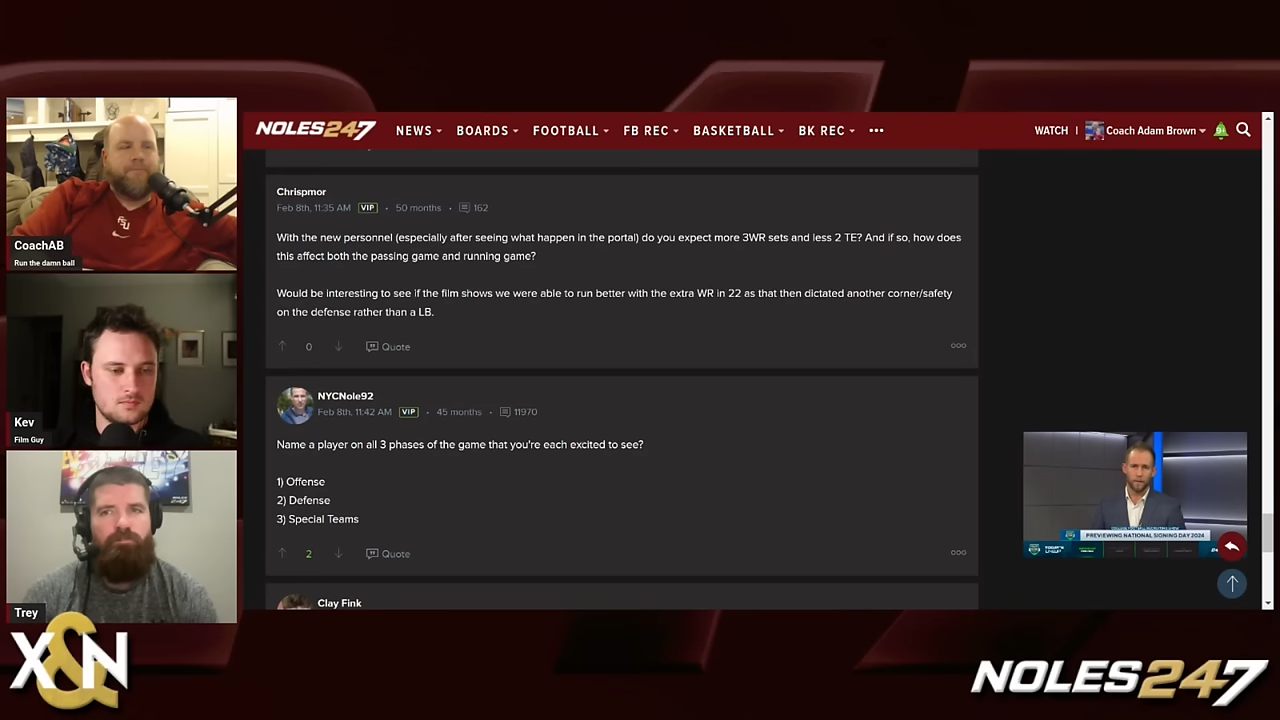 NOLES247
NEWS
BOARDS
FOOTBALL
FB REC
BASKETBALL
BK REC
•••
WATCH | Coach Adam Brown
Chrispmor
Feb 8th, 11:35 AM VIP • 50 months • 162
With the new personnel (especially after seeing what happen in the portal) do you expect more 3WR sets and less 2 TE? And if so, how does
this affect both the passing game and running game?
Would be interesting to see if the film shows we were able to run better with the extra WR in 22 as that then dictated another corner/safety
on the defense rather than a LB.
0 Quote
NYCNole92
Feb 8th, 11:42 AM VIP • 45 months • 11970
Name a player on all 3 phases of the game that you're each excited to see?
1) Offense
2) Defense
3) Special Teams
2 Quote
Clay Fink
FSU
CoachAB
Run the damn ball
Kev
Film Guy
Trey
PREVIEWING NATIONAL SIGNING DAY 2024
X&N
NOLES247